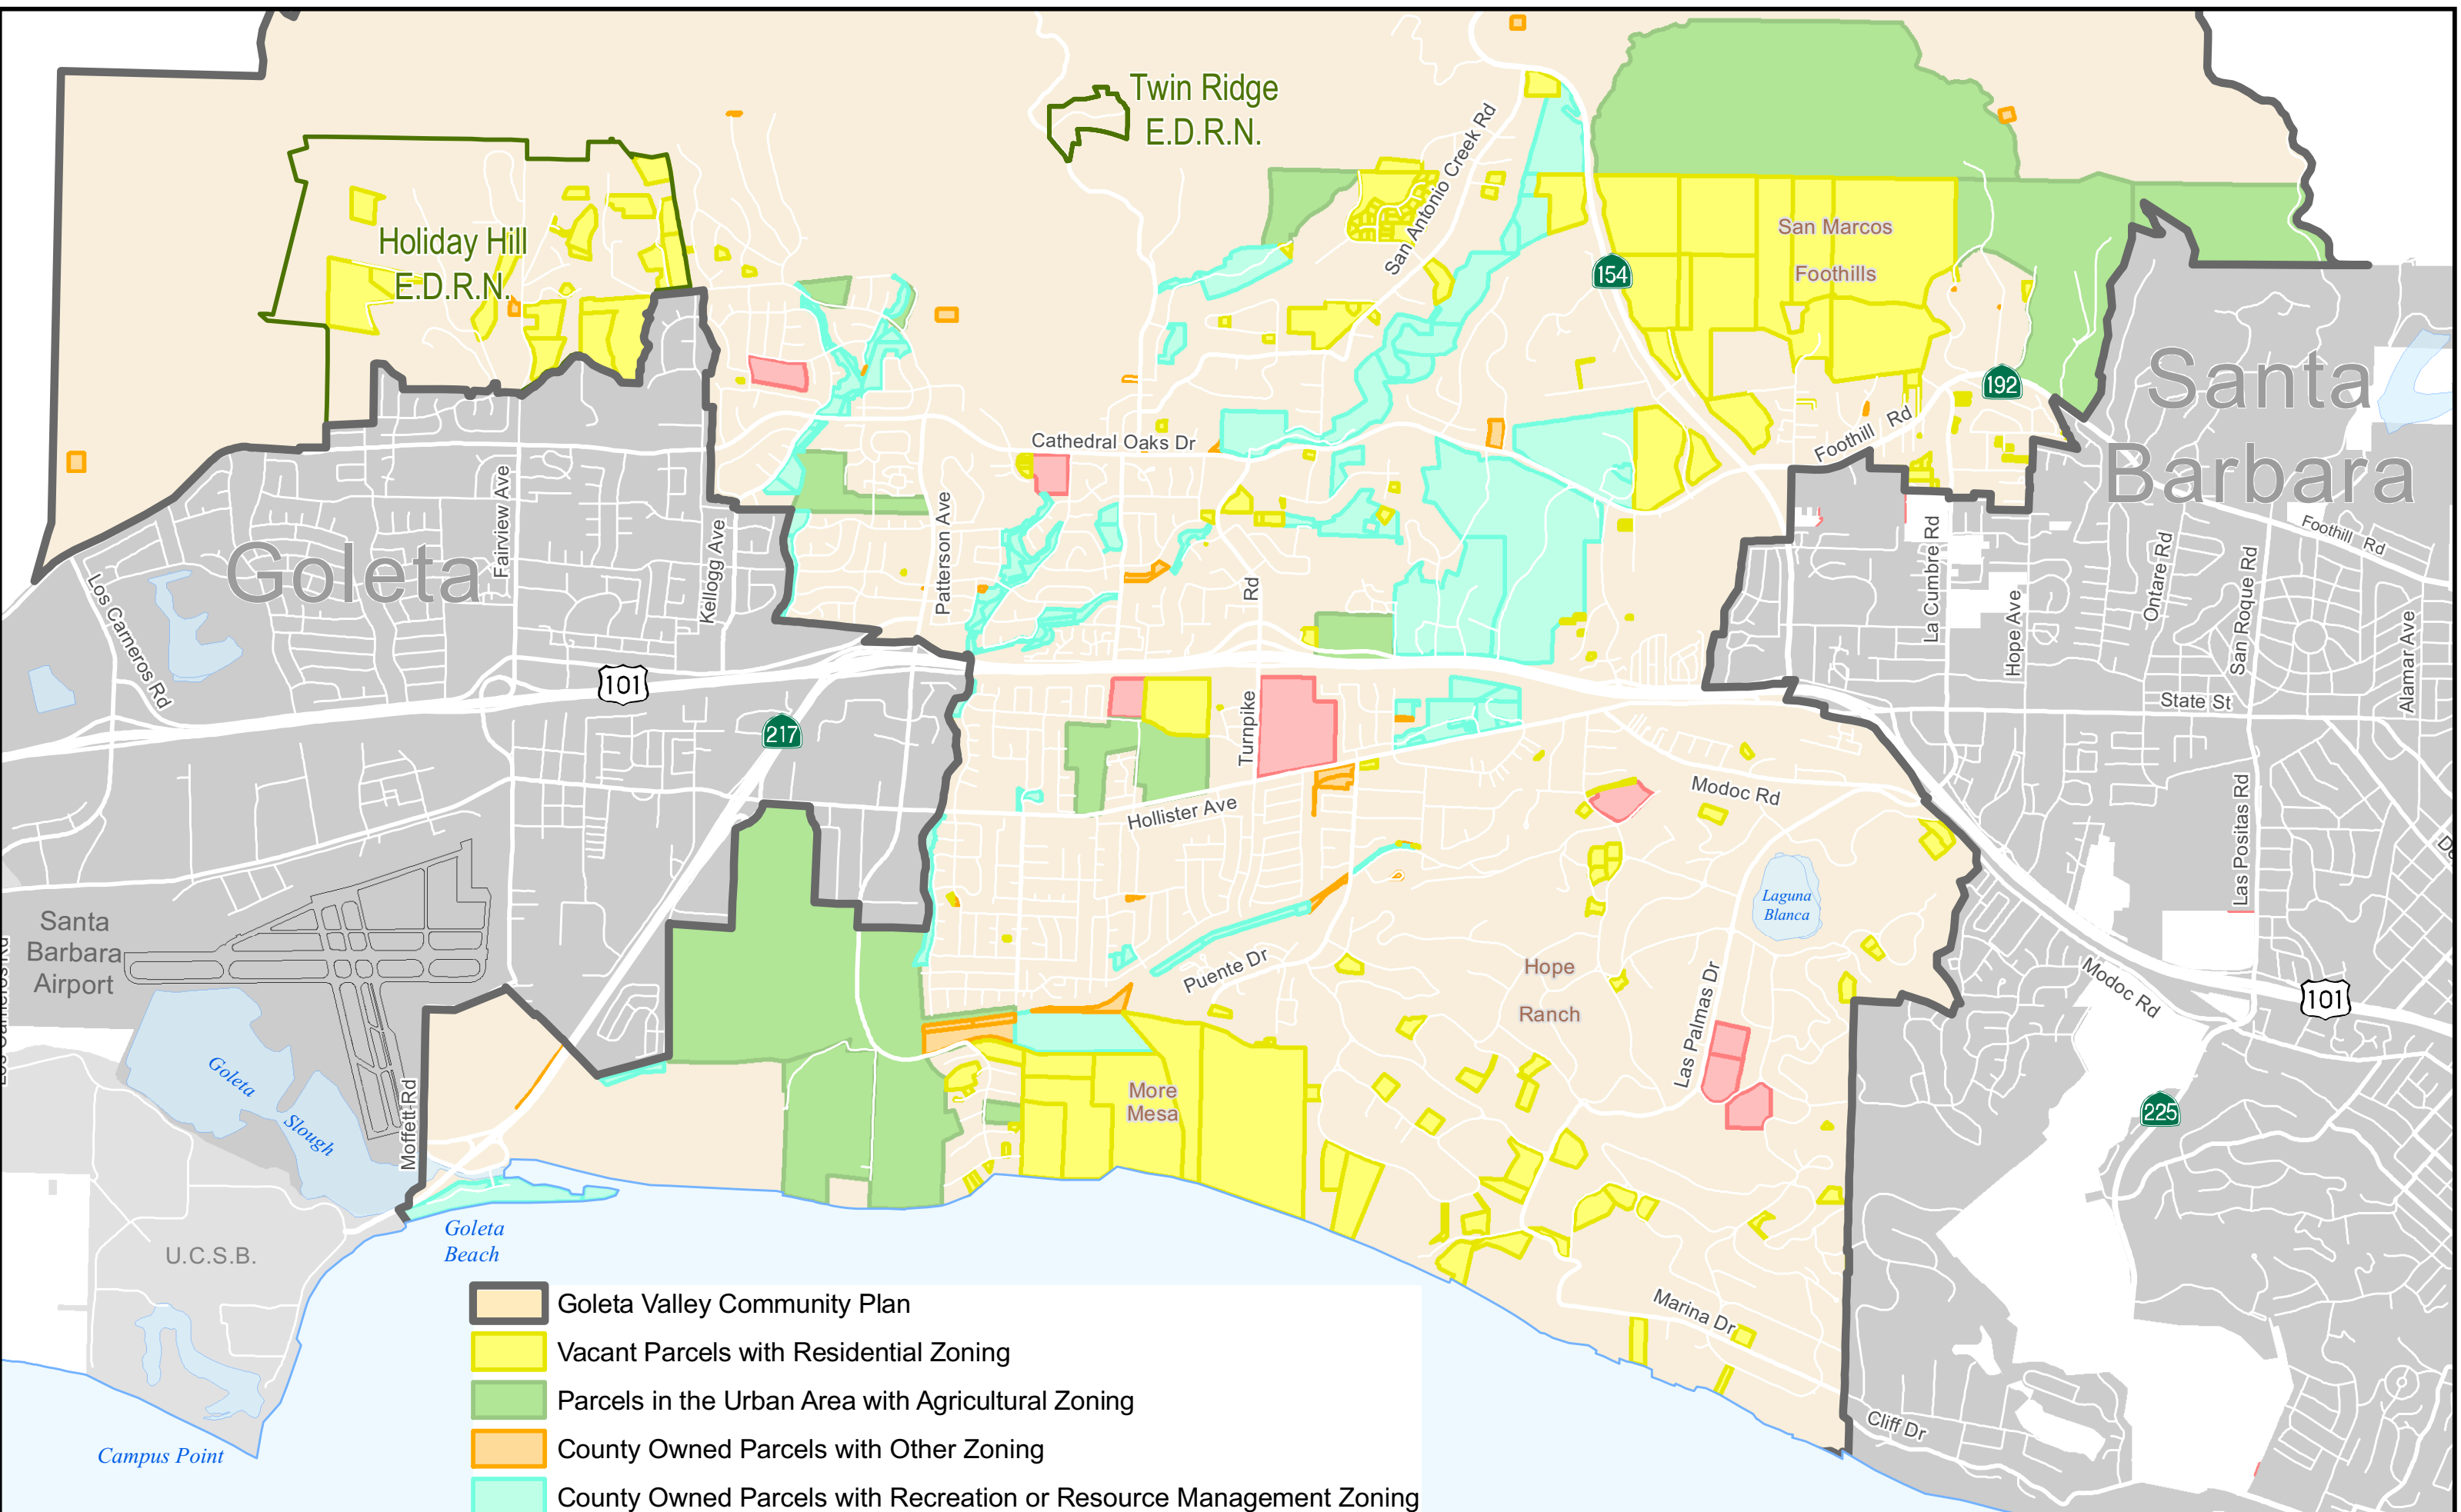 Twin Ridge
E.D.R.N.
San Antonio Creek Rd
Holiday Hill
E.D.R.N.
San Marcos
Foothills
154
192
Santa
Barbara
Foothill Rd
Cathedral Oaks Dr
Goleta
Fairview Ave
Kellogg Ave
Patterson Ave
Los Carneros Rd
Rd
Turnpike
La Cumbre Rd
Hope Ave
Ontare Rd
San Roque Rd
Foothill Rd
Alamar Ave
State St
101
217
Hollister Ave
Modoc Rd
Las Positas Rd
Laguna
Blanca
Santa
Barbara
Airport
Los Carneros Rd
Puente Dr
Hope
Ranch
Las Palmas Dr
Modoc Rd
101
225
Goleta
Slough
Moffett Rd
More
Mesa
Goleta
Beach
U.C.S.B.
Campus Point
Marina Dr
Cliff Dr
Goleta Valley Community Plan
Vacant Parcels with Residential Zoning
Parcels in the Urban Area with Agricultural Zoning
County Owned Parcels with Other Zoning
County Owned Parcels with Recreation or Resource Management Zoning